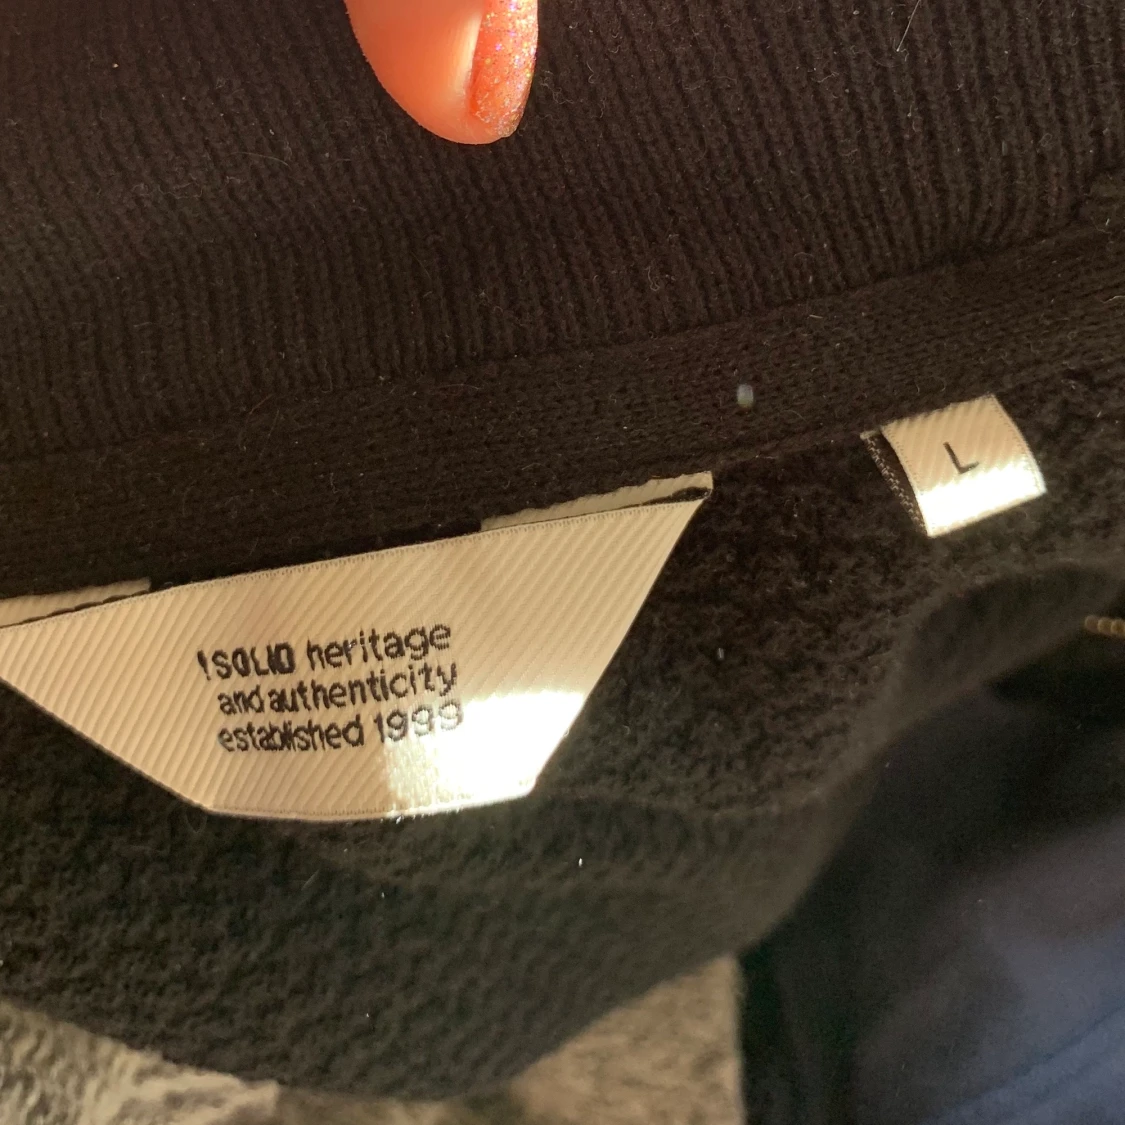 !SOLID heritage
and authenticity
established 1999
L